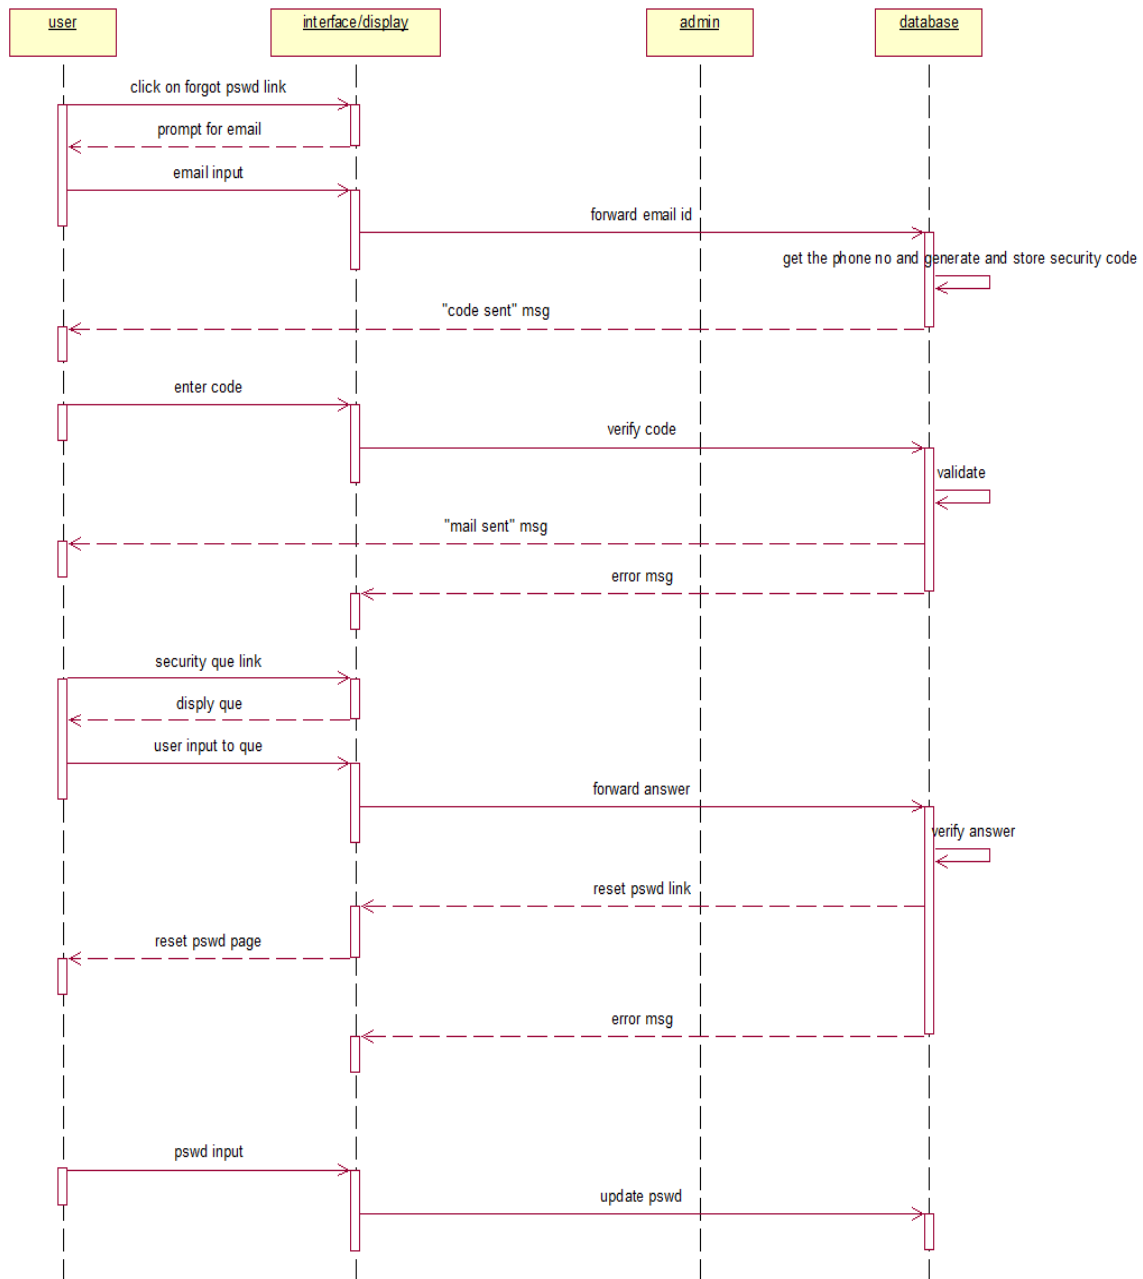 user
interface/display
admin
database
click on forgot pswd link
prompt for email
email input
forward email id
get the phone no and generate and store security code
"code sent" msg
enter code
verify code
validate
"mail sent" msg
error msg
security que link
disply que
user input to que
forward answer
verify answer
reset pswd link
reset pswd page
error msg
pswd input
update pswd